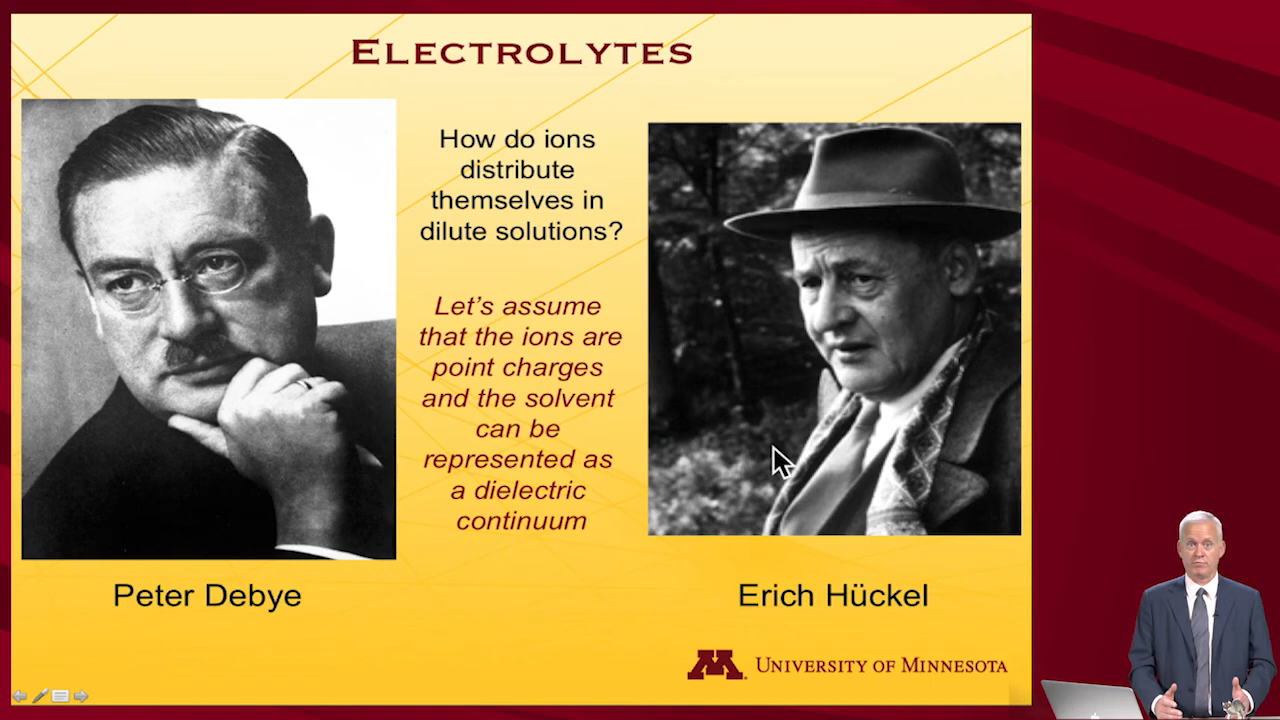 ELECTROLYTES
How do ions
distribute
themselves in
dilute solutions?
Let's assume
that the ions are
point charges
and the solvent
can be
represented as
a dielectric
continuum
Peter Debye
Erich Hückel
M
UNIVERSITY OF MINNESOTA